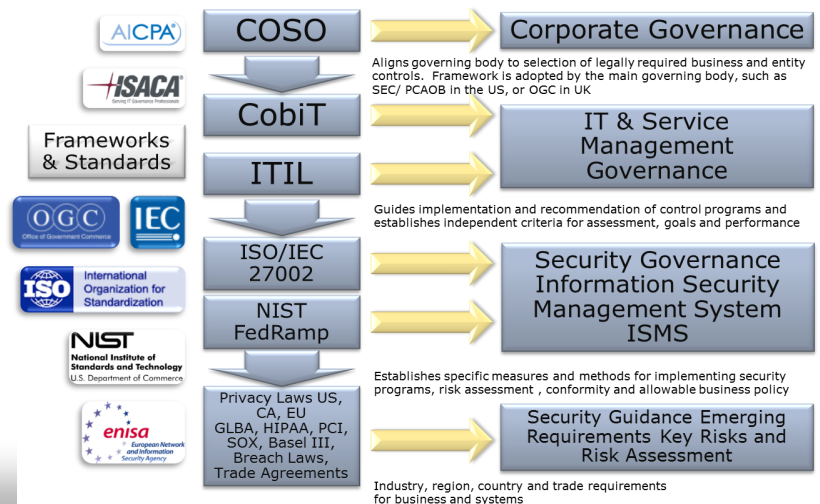 AICPA
COSO
Corporate Governance
Aligns governing body to selection of legally required business and entity
controls. Framework is adopted by the main governing body, such as
SEC/ PCAOB in the US, or OGC in UK
ISACA
Serving IT Governance Professionals
CobiT
IT & Service
Management
Governance
Frameworks
& Standards
ITIL
Guides implementation and recommendation of control programs and
establishes independent criteria for assessment, goals and performance
OGC
Office of Government Commerce
IEC
ISO/IEC
27002
Security Governance
Information Security
Management System
ISMS
ISO
International
Organization for
Standardization
NIST
FedRamp
NIST
National Institute of
Standards and Technology
U.S. Department of Commerce
Establishes specific measures and methods for implementing security
programs, risk assessment , conformity and allowable business policy
Privacy Laws US,
CA, EU
GLBA, HIPAA, PCI,
SOX, Basel III,
Breach Laws,
Trade Agreements
Security Guidance Emerging
Requirements Key Risks and
Risk Assessment
enisa
European Network
and Information
Security Agency
Industry, region, country and trade requirements
for business and systems